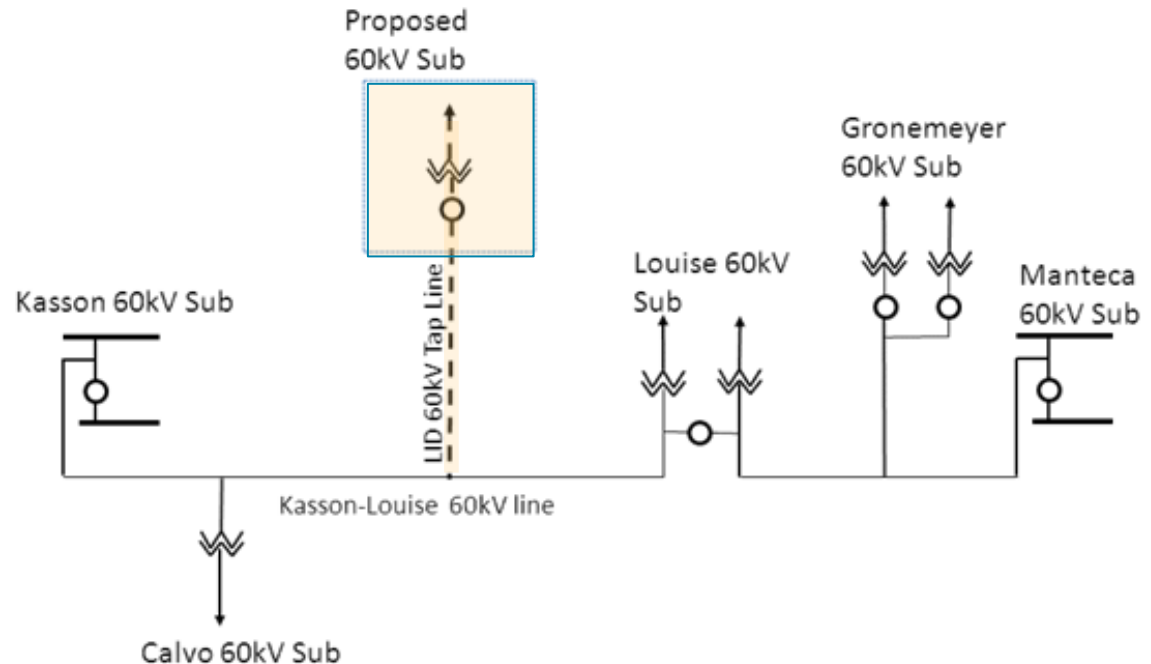 Proposed
60kV Sub
Gronemeyer
60kV Sub
Louise 60kV
Sub
Manteca
60kV Sub
Kasson 60kV Sub
LID 60kV Tap Line
Kasson-Louise 60kV line
Calvo 60kV Sub